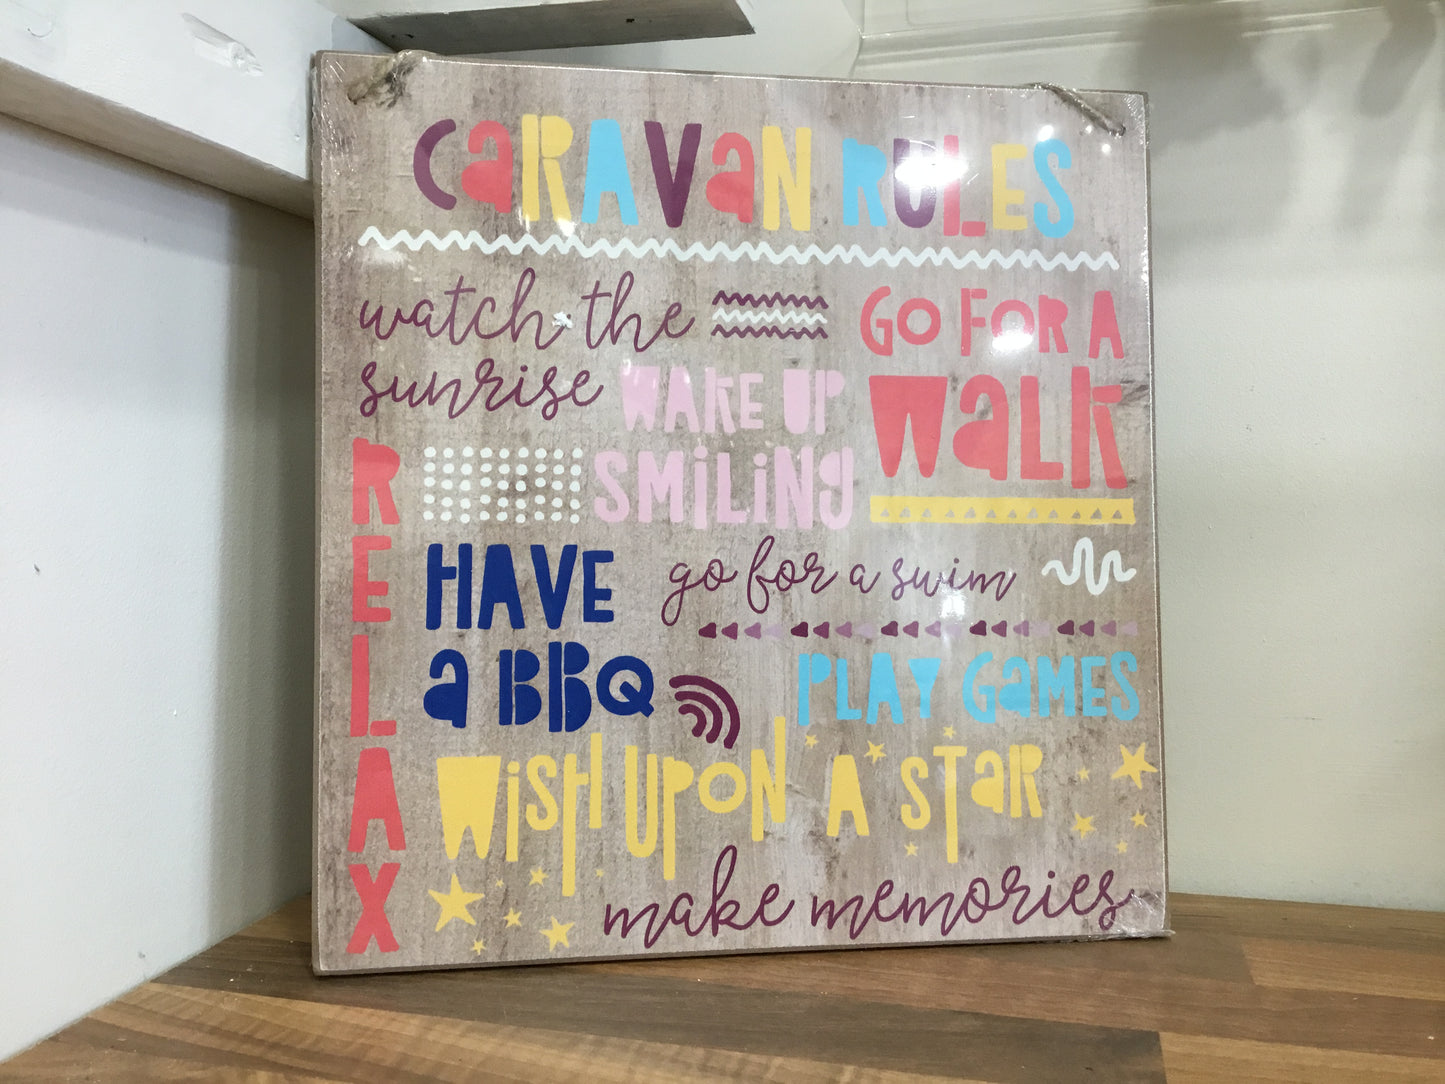 CaRAVaN RULES
watch the
sunrise
WAKE UP
SMiLiNG
GO FOR A
WaLK
RELAX
HAVE
a BBQ
go for a swim
PLAY GaMES
WiSH UPON A STaR
make memories